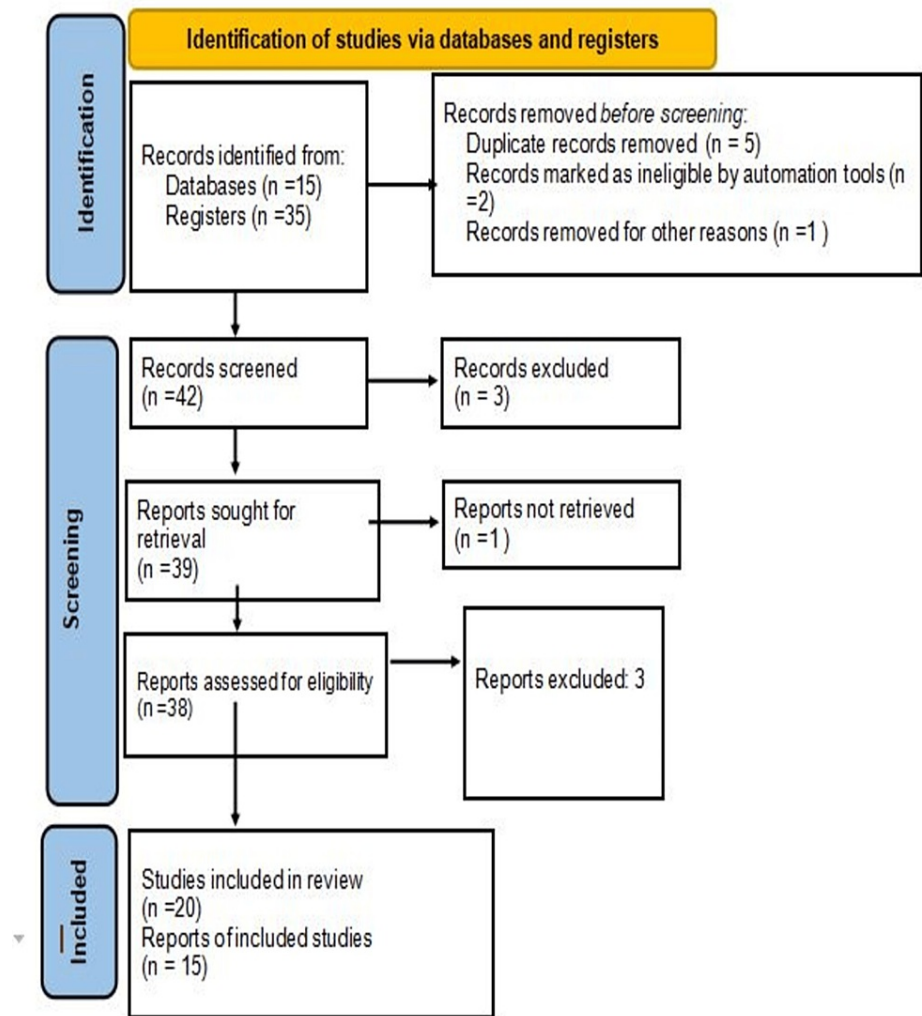 Identification of studies via databases and registers
Identification
Records identified from:
Databases (n =15)
Registers (n =35)
Records removed before screening:
Duplicate records removed (n = 5)
Records marked as ineligible by automation tools (n
=2)
Records removed for other reasons (n =1 )
Screening
Records screened
(n =42)
Records excluded
(n = 3)
Reports sought for
retrieval
(n =39)
Reports not retrieved
(n =1 )
Reports assessed for eligibility
(n =38)
Reports excluded: 3
Included
Studies included in review
(n =20)
Reports of included studies
(n = 15)